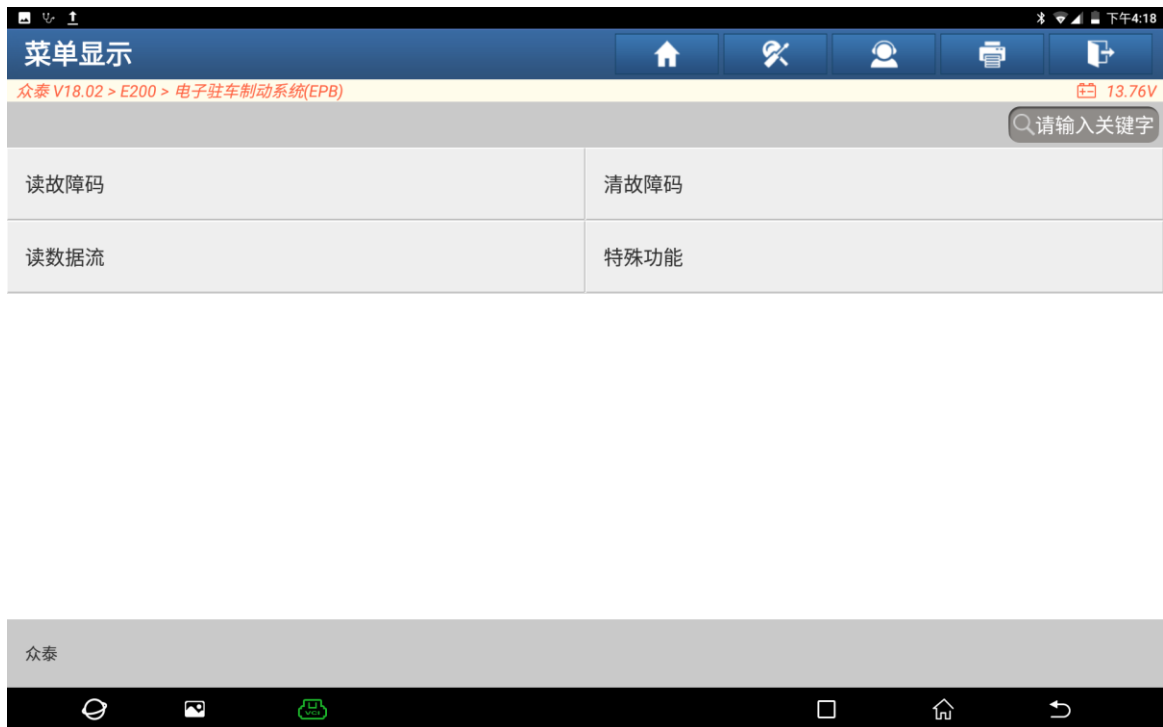 下午4:18
菜单显示
众泰 V18.02 > E200 > 电子驻车制动系统(EPB)
13.76V
请输入关键字
读故障码
清故障码
读数据流
特殊功能
众泰
VCI